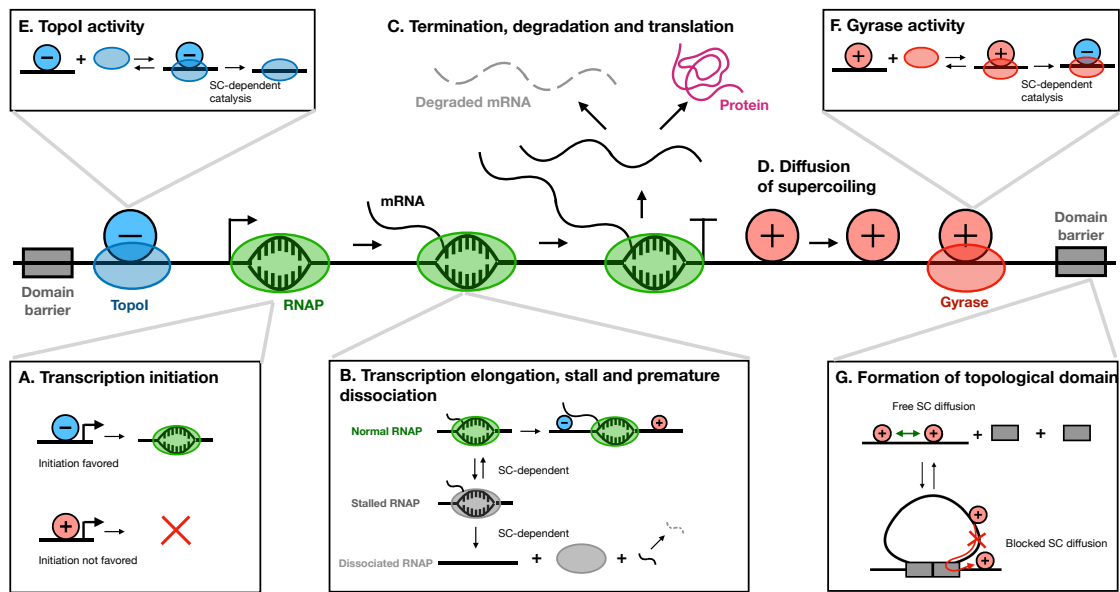 E. TopoI activity
−
+
−
SC-dependent
catalysis
C. Termination, degradation and translation
Degraded mRNA
Protein
F. Gyrase activity
+
+
+
−
SC-dependent
catalysis
D. Diffusion
of supercoiling
mRNA
−
+
+
+
Domain
barrier
Domain
barrier
TopoI
RNAP
Gyrase
A. Transcription initiation
−
Initiation favored
+
Initiation not favored
B. Transcription elongation, stall and premature
dissociation
Normal RNAP
−
+
SC-dependent
Stalled RNAP
SC-dependent
Dissociated RNAP
+
+
G. Formation of topological domain
Free SC diffusion
+
+
+
+
+
Blocked SC diffusion
+